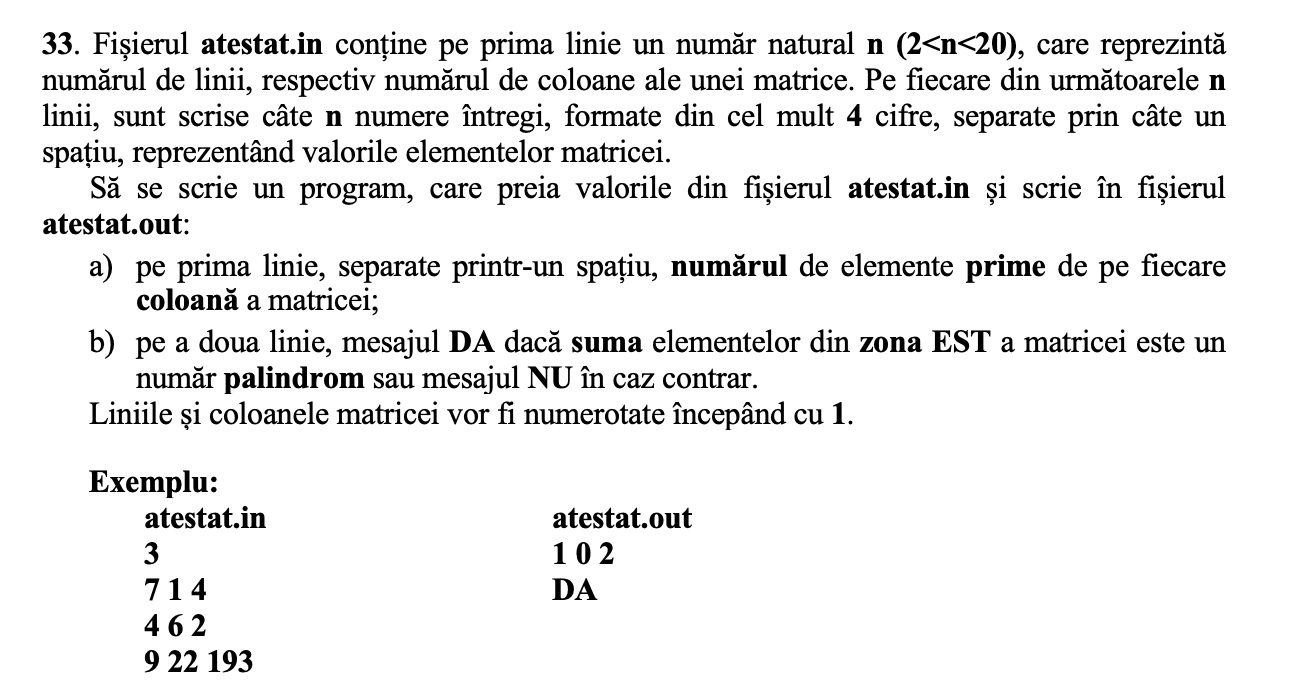 33. Fișierul atestat.in conține pe prima linie un număr natural n (2<n<20), care reprezintă
numărul de linii, respectiv numărul de coloane ale unei matrice. Pe fiecare din următoarele n
linii, sunt scrise câte n numere întregi, formate din cel mult 4 cifre, separate prin câte un
spațiu, reprezentând valorile elementelor matricei.
Să se scrie un program, care preia valorile din fișierul atestat.in și scrie în fișierul
atestat.out:
a) pe prima linie, separate printr-un spațiu, numărul de elemente prime de pe fiecare
coloană a matricei;
b) pe a doua linie, mesajul DA dacă suma elementelor din zona EST a matricei este un
număr palindrom sau mesajul NU în caz contrar.
Liniile și coloanele matricei vor fi numerotate începând cu 1.
Exemplu:
atestat.in atestat.out
3 1 0 2
7 1 4 DA
4 6 2
9 22 193